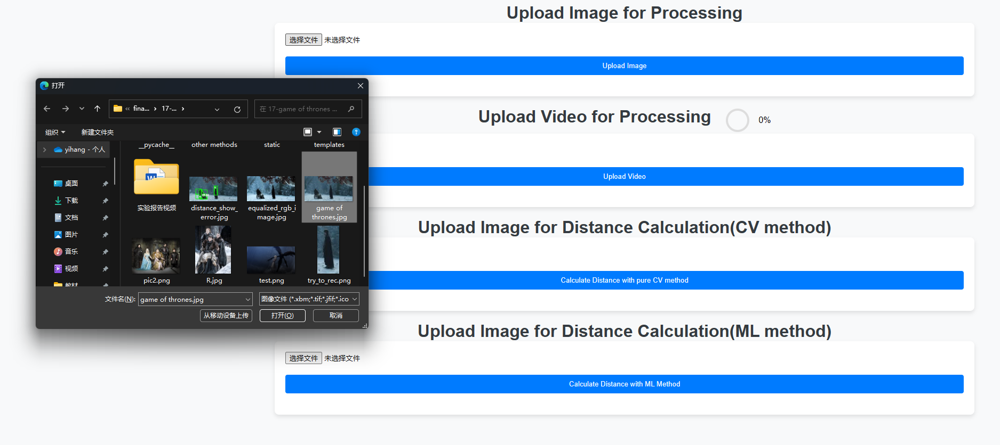 Upload Image for Processing
选择文件 未选择文件
Upload Image
打开
« fina... › 17-... ›
在 17-game of thrones ...
组织
新建文件夹
yihang - 个人
桌面
下载
文档
图片
音乐
视频
教材
__pycache__
other methods
static
templates
实验报告视频
distance_show_
error.jpg
equalized_rgb_i
mage.jpg
game of
thrones.jpg
pic2.png
R.jpg
test.png
try_to_rec.png
文件名(N):
game of thrones.jpg
图像文件 (*.xbm;*.tif;*.jfif;*.ico
从移动设备上传
打开(O)
取消
Upload Video for Processing
0%
Upload Video
Upload Image for Distance Calculation(CV method)
Calculate Distance with pure CV method
Upload Image for Distance Calculation(ML method)
选择文件 未选择文件
Calculate Distance with ML Method